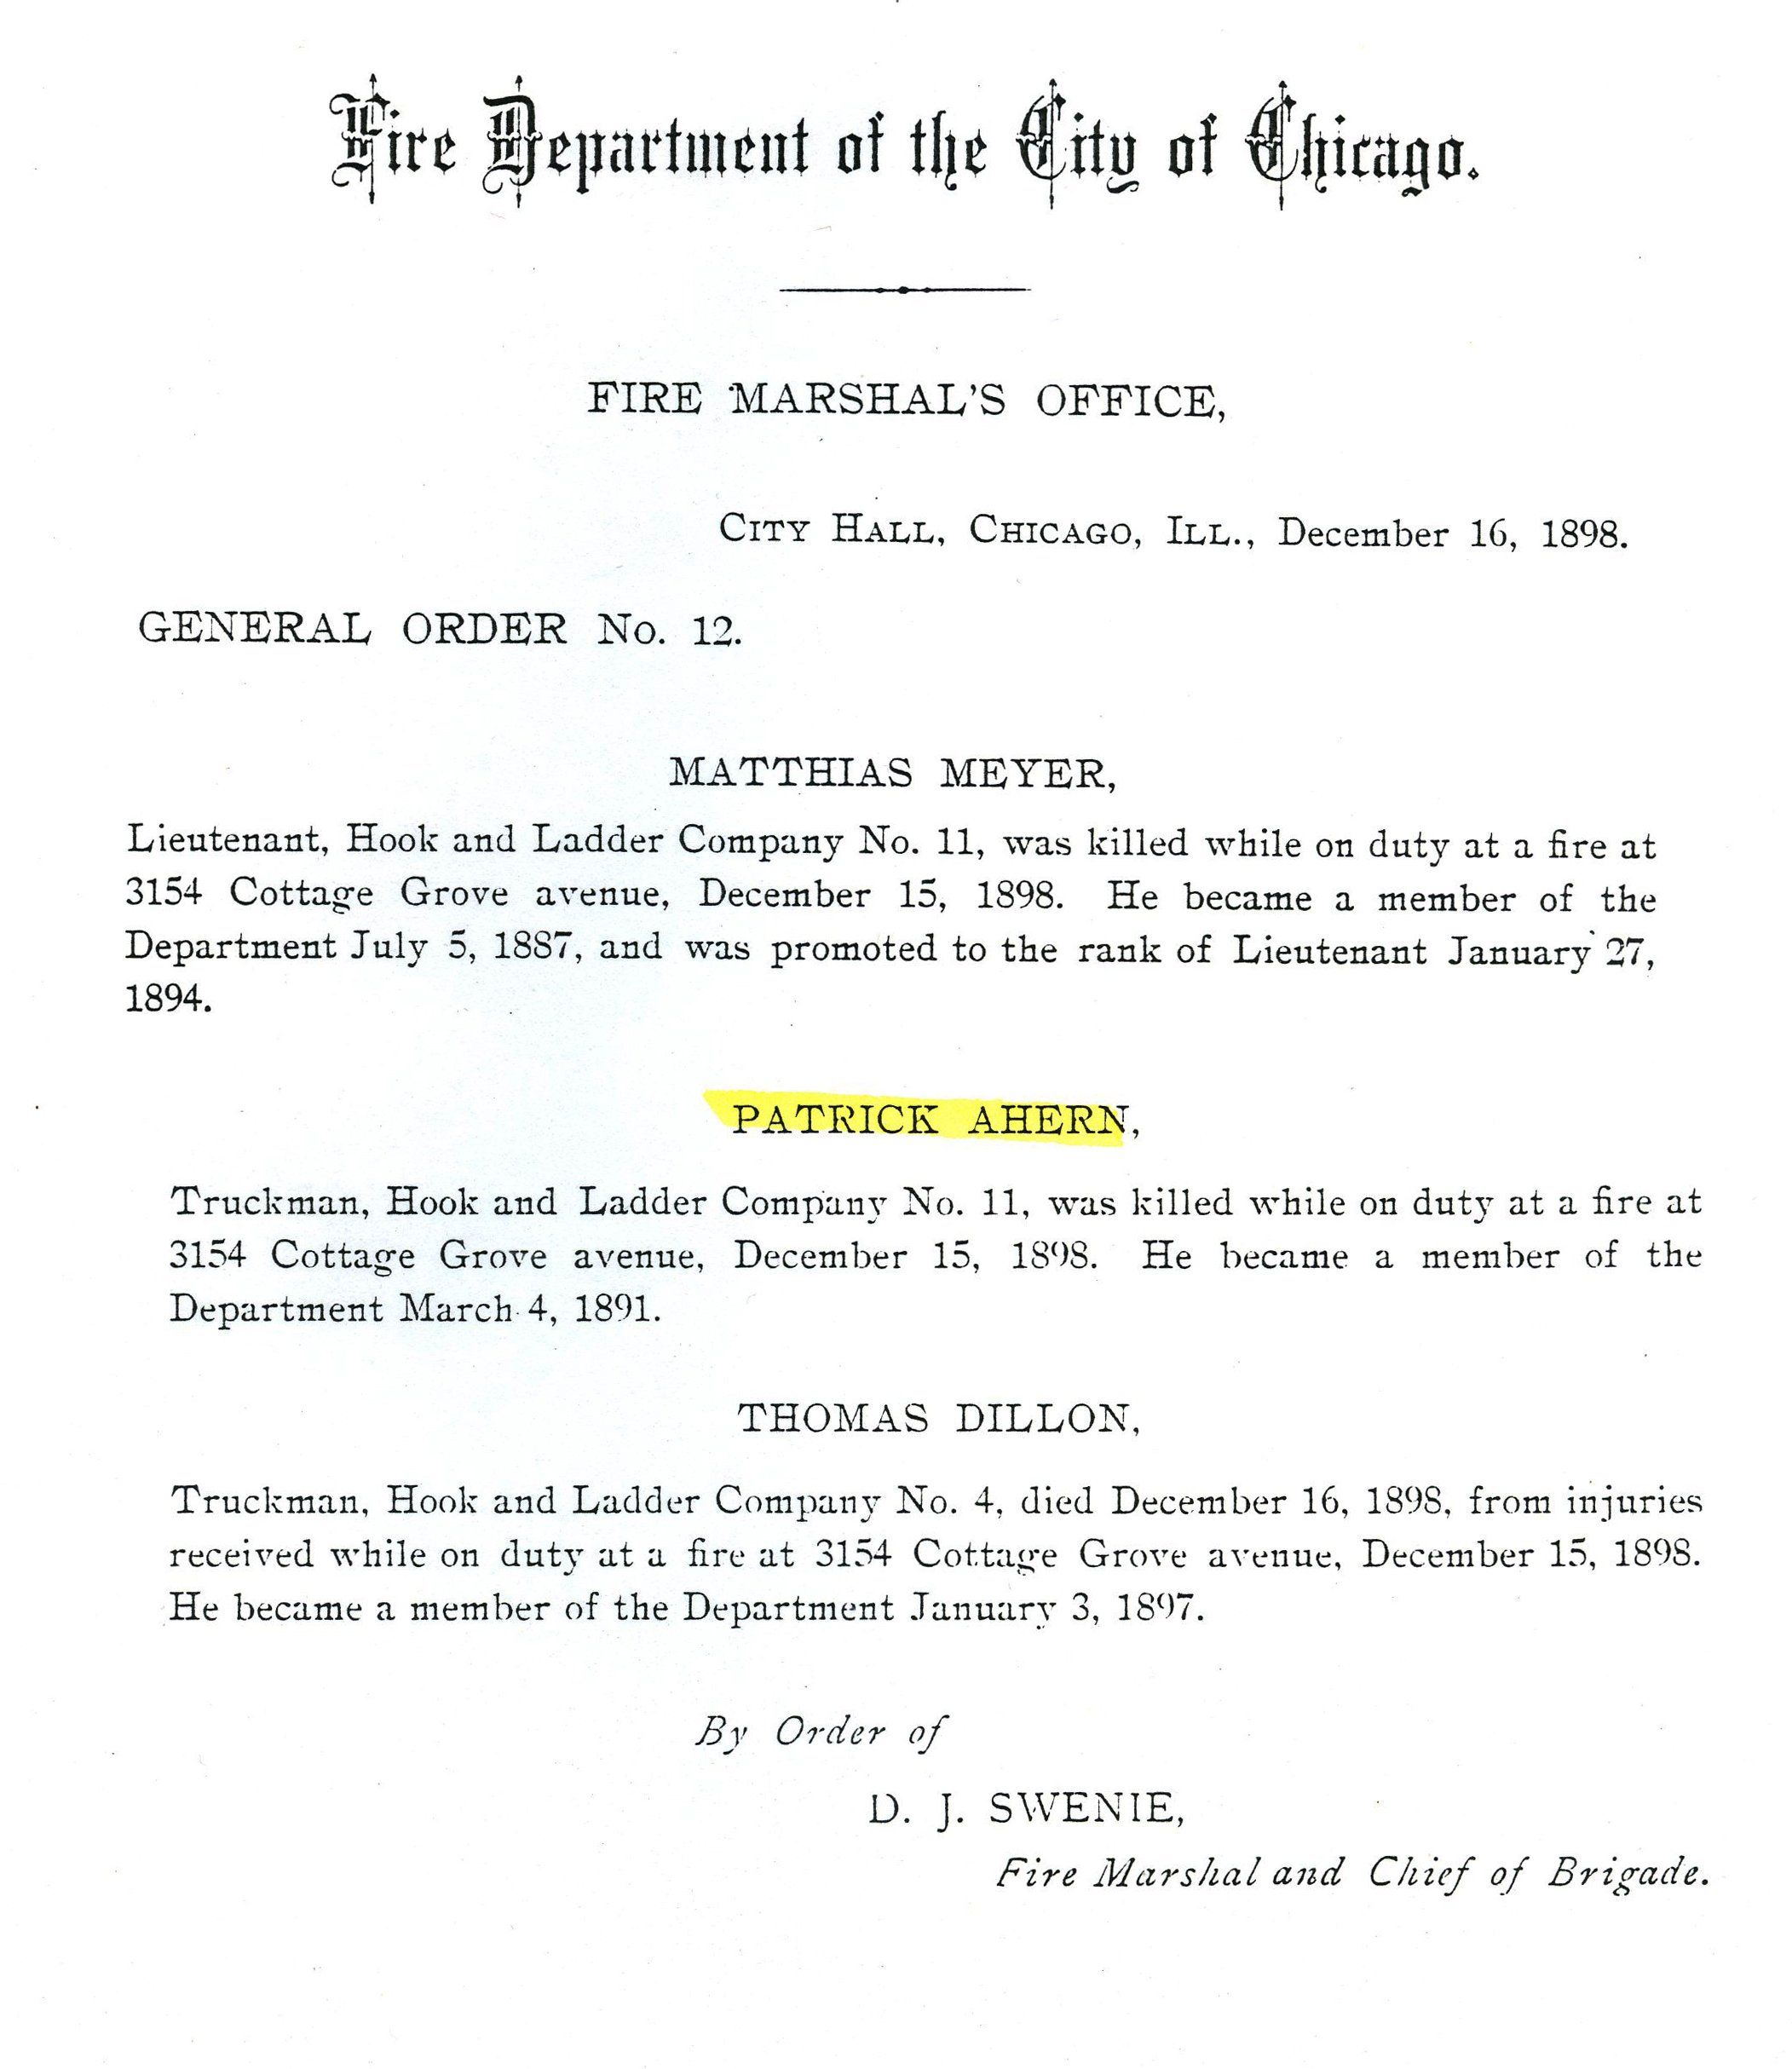 Fire Department of the City of Chicago.
FIRE MARSHAL'S OFFICE,
CITY HALL, CHICAGO, ILL., December 16, 1898.
GENERAL ORDER No. 12.
MATTHIAS MEYER,
Lieutenant, Hook and Ladder Company No. 11, was killed while on duty at a fire at
3154 Cottage Grove avenue, December 15, 1898. He became a member of the
Department July 5, 1887, and was promoted to the rank of Lieutenant January 27,
1894.
PATRICK AHERN,
Truckman, Hook and Ladder Company No. 11, was killed while on duty at a fire at
3154 Cottage Grove avenue, December 15, 1898. He became a member of the
Department March 4, 1891.
THOMAS DILLON,
Truckman, Hook and Ladder Company No. 4, died December 16, 1898, from injuries
received while on duty at a fire at 3154 Cottage Grove avenue, December 15, 1898.
He became a member of the Department January 3, 1897.
By Order of
D. J. SWENIE,
Fire Marshal and Chief of Brigade.